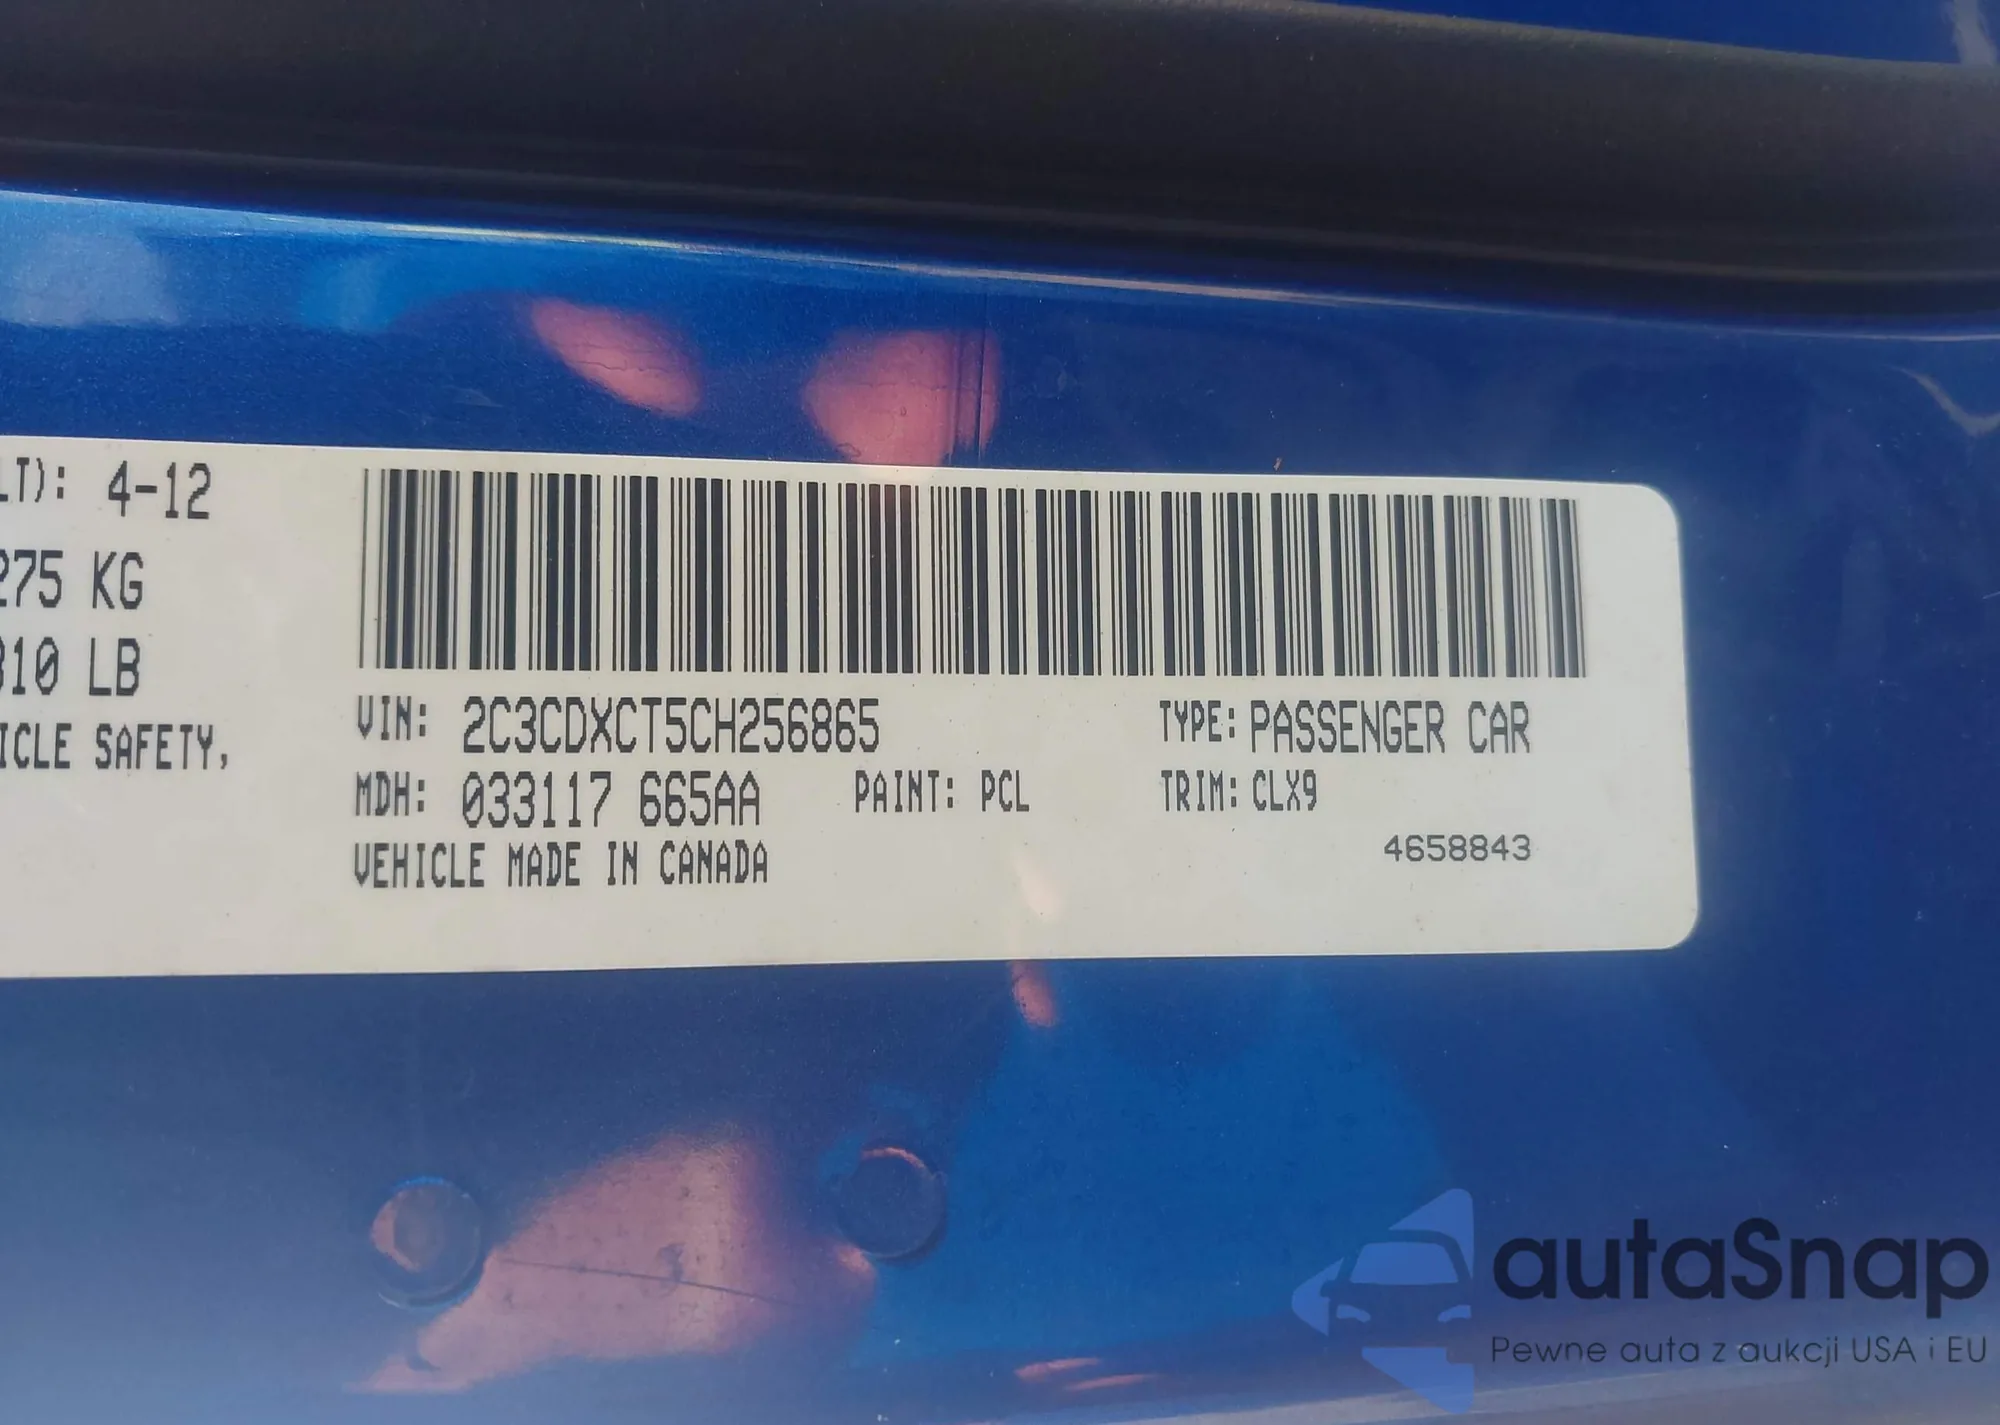 LT): 4-12
275 KG
310 LB
ICLE SAFETY,
VIN: 2C3CDXCT5CH256865
TYPE: PASSENGER CAR
MDH: 033117 665AA
PAINT: PCL
TRIM: CLX9
VEHICLE MADE IN CANADA
4658843
autaSnap
Pewne auta z aukcji USA i EU